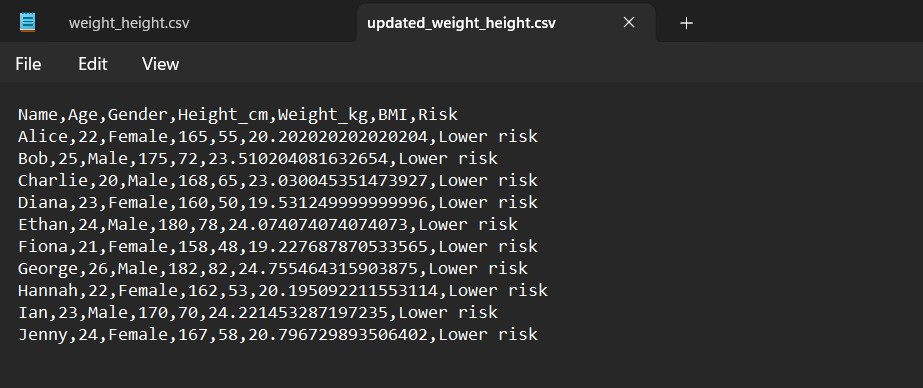 weight_height.csv
updated_weight_height.csv
File Edit View
Name,Age,Gender,Height_cm,Weight_kg,BMI,Risk
Alice,22,Female,165,55,20.202020202020204,Lower risk
Bob,25,Male,175,72,23.510204081632654,Lower risk
Charlie,20,Male,168,65,23.030045351473927,Lower risk
Diana,23,Female,160,50,19.531249999999996,Lower risk
Ethan,24,Male,180,78,24.074074074074073,Lower risk
Fiona,21,Female,158,48,19.227687870533565,Lower risk
George,26,Male,182,82,24.755464315903875,Lower risk
Hannah,22,Female,162,53,20.195092211553114,Lower risk
Ian,23,Male,170,70,24.221453287197235,Lower risk
Jenny,24,Female,167,58,20.796729893506402,Lower risk